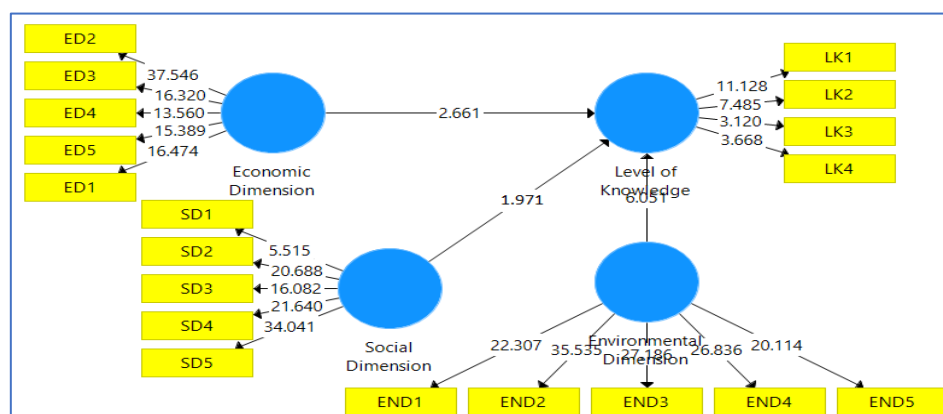 ED2
ED3
ED4
ED5
ED1
37.546
16.320
13.560
15.389
16.474
Economic
Dimension
2.661
LK1
LK2
LK3
LK4
11.128
7.485
3.120
3.668
Level of
Knowledge
1.971
6.051
SD1
SD2
SD3
SD4
SD5
5.515
20.688
16.082
21.640
34.041
Social
Dimension
Environmental
Dimension
22.307
35.535
27.186
26.836
20.114
END1
END2
END3
END4
END5